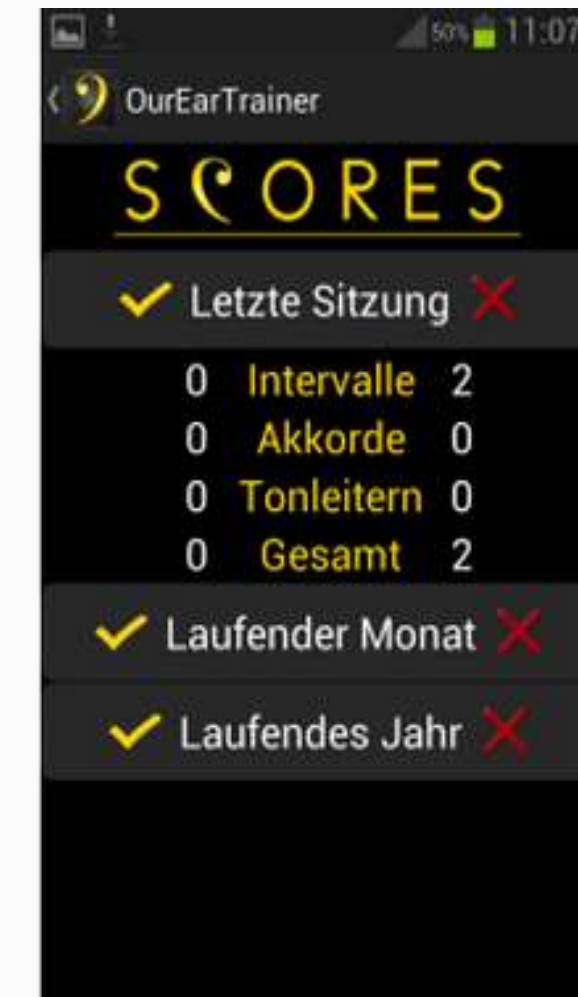 50% 11:07
OurEarTrainer
SCORES
Letzte Sitzung
0 Intervalle 2
0 Akkorde 0
0 Tonleitern 0
0 Gesamt 2
Laufender Monat
Laufendes Jahr